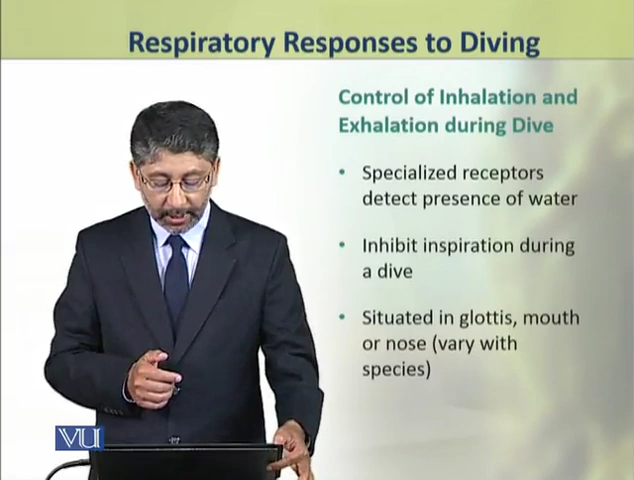 Respiratory Responses to Diving
Control of Inhalation and
Exhalation during Dive
• Specialized receptors
detect presence of water
• Inhibit inspiration during
a dive
• Situated in glottis, mouth
or nose (vary with
species)
VU